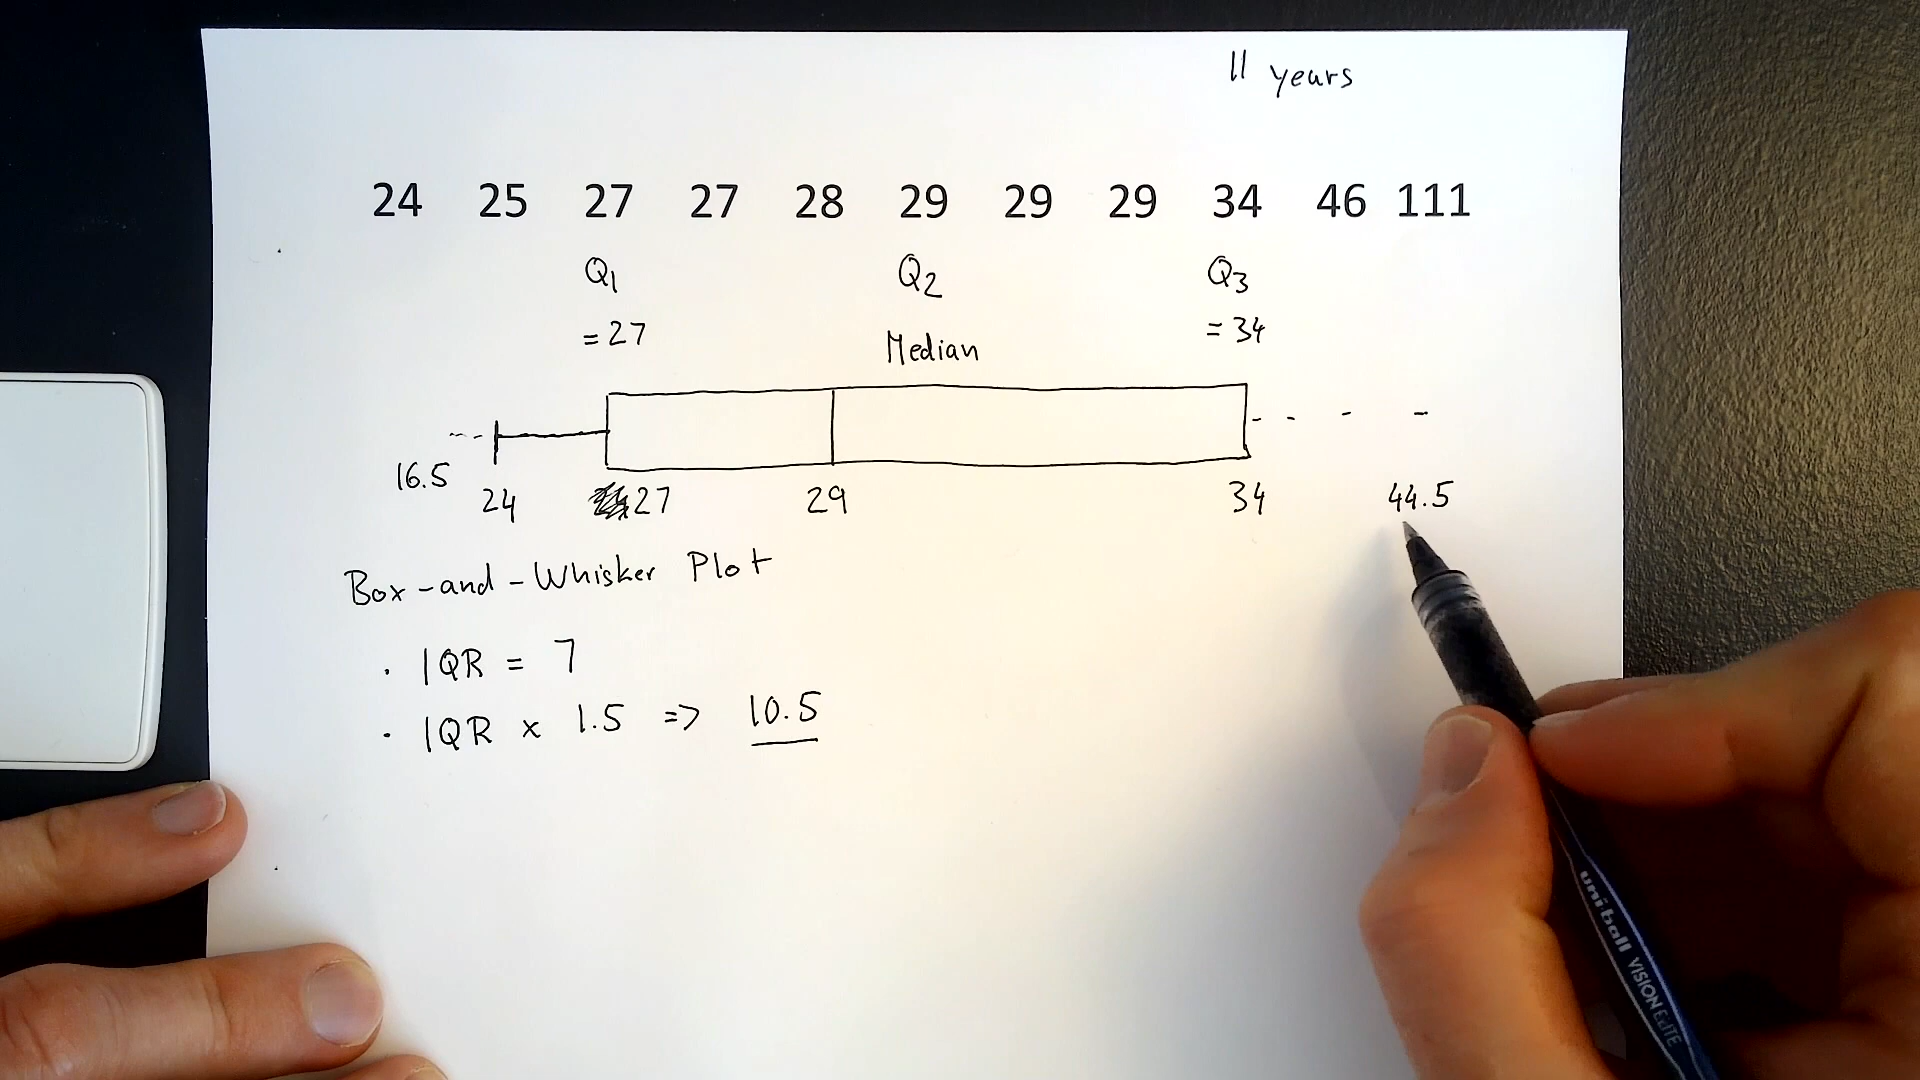 11 years
24 25 27 27 28 29 29 29 34 46 111
Q1 Q2 Q3
= 27 Median = 34
16.5 24 27 29 34 44.5
Box-and-Whisker Plot
· IQR = 7
· IQR x 1.5 => 10.5
uni-ball VISION ELITE